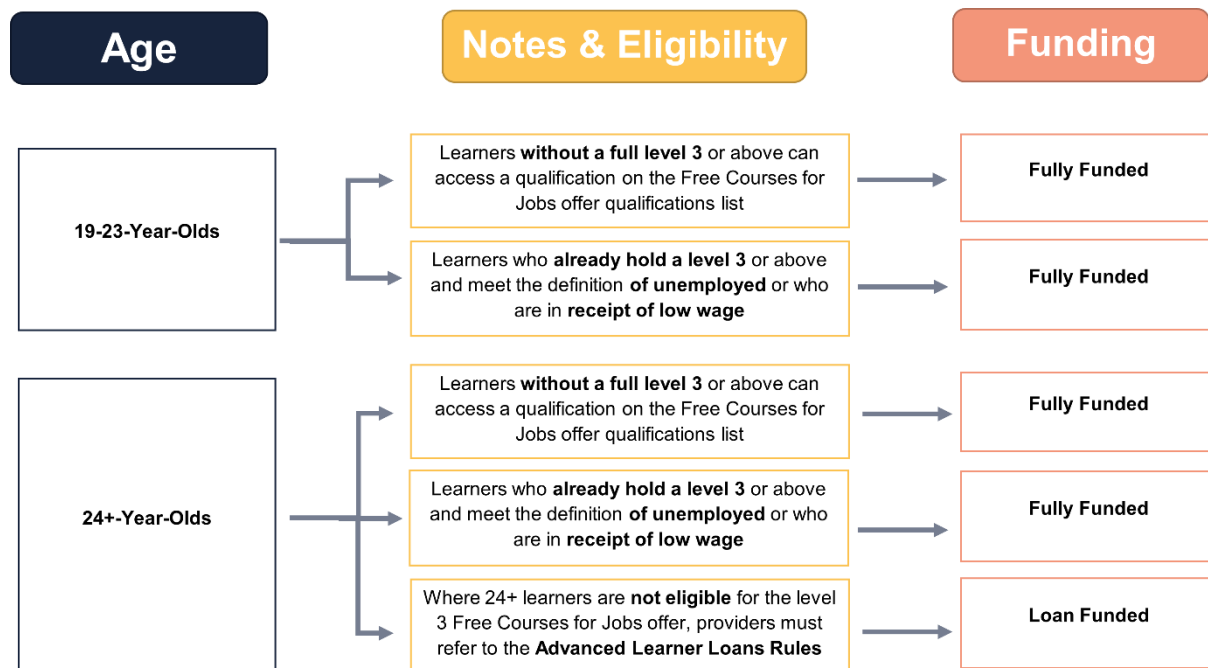 Age
Notes & Eligibility
Funding
19-23-Year-Olds
Learners without a full level 3 or above can
access a qualification on the Free Courses for
Jobs offer qualifications list
Fully Funded
Learners who already hold a level 3 or above
and meet the definition of unemployed or who
are in receipt of low wage
Fully Funded
24+-Year-Olds
Learners without a full level 3 or above can
access a qualification on the Free Courses for
Jobs offer qualifications list
Fully Funded
Learners who already hold a level 3 or above
and meet the definition of unemployed or who
are in receipt of low wage
Fully Funded
Where 24+ learners are not eligible for the level
3 Free Courses for Jobs offer, providers must
refer to the Advanced Learner Loans Rules
Loan Funded